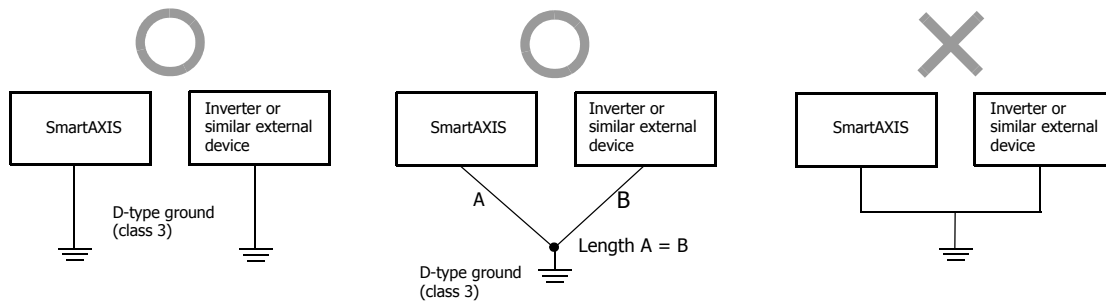 SmartAXIS
Inverter or
similar external
device
D-type ground
(class 3)
SmartAXIS
Inverter or
similar external
device
A
B
Length A = B
D-type ground
(class 3)
SmartAXIS
Inverter or
similar external
device